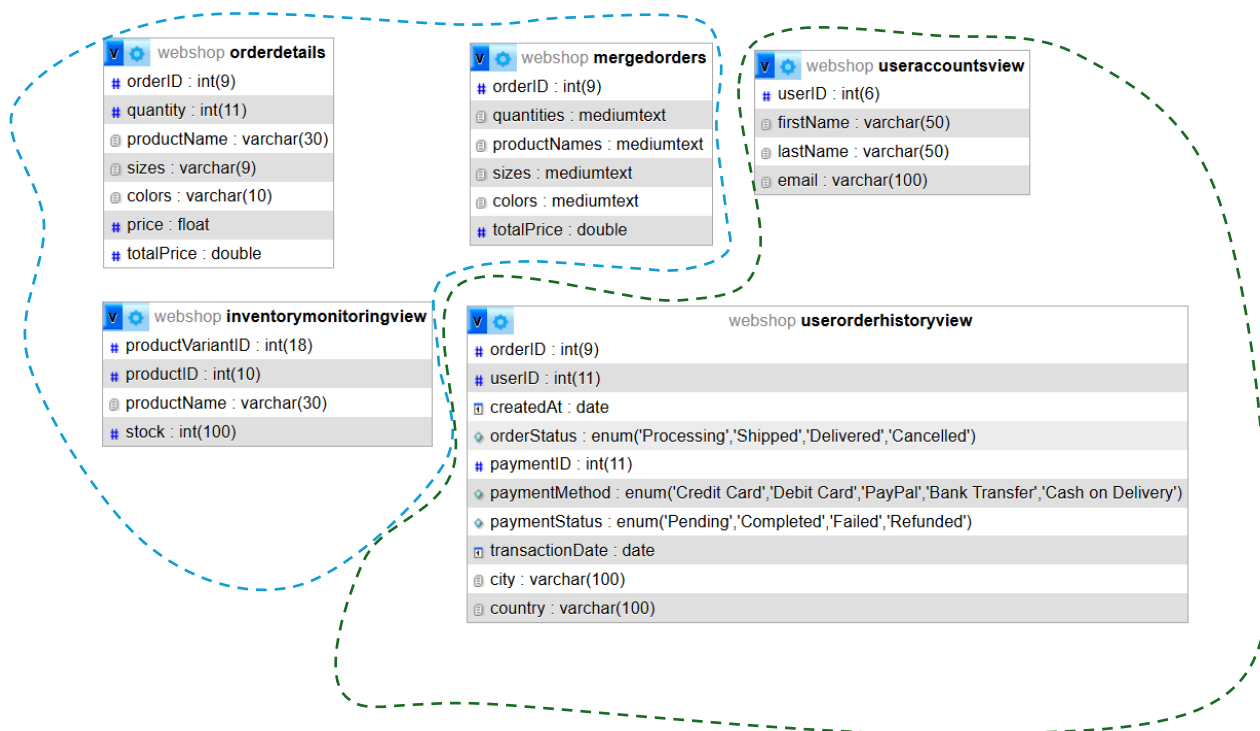 webshop orderdetails
orderID : int(9)
quantity : int(11)
productName : varchar(30)
sizes : varchar(9)
colors : varchar(10)
price : float
totalPrice : double
webshop mergedorders
orderID : int(9)
quantities : mediumtext
productNames : mediumtext
sizes : mediumtext
colors : mediumtext
totalPrice : double
webshop useraccountsview
userID : int(6)
firstName : varchar(50)
lastName : varchar(50)
email : varchar(100)
webshop inventorymonitoringview
productVariantID : int(18)
productID : int(10)
productName : varchar(30)
stock : int(100)
webshop userorderhistoryview
orderID : int(9)
userID : int(11)
createdAt : date
orderStatus : enum('Processing','Shipped','Delivered','Cancelled')
paymentID : int(11)
paymentMethod : enum('Credit Card','Debit Card','PayPal','Bank Transfer','Cash on Delivery')
paymentStatus : enum('Pending','Completed','Failed','Refunded')
transactionDate : date
city : varchar(100)
country : varchar(100)